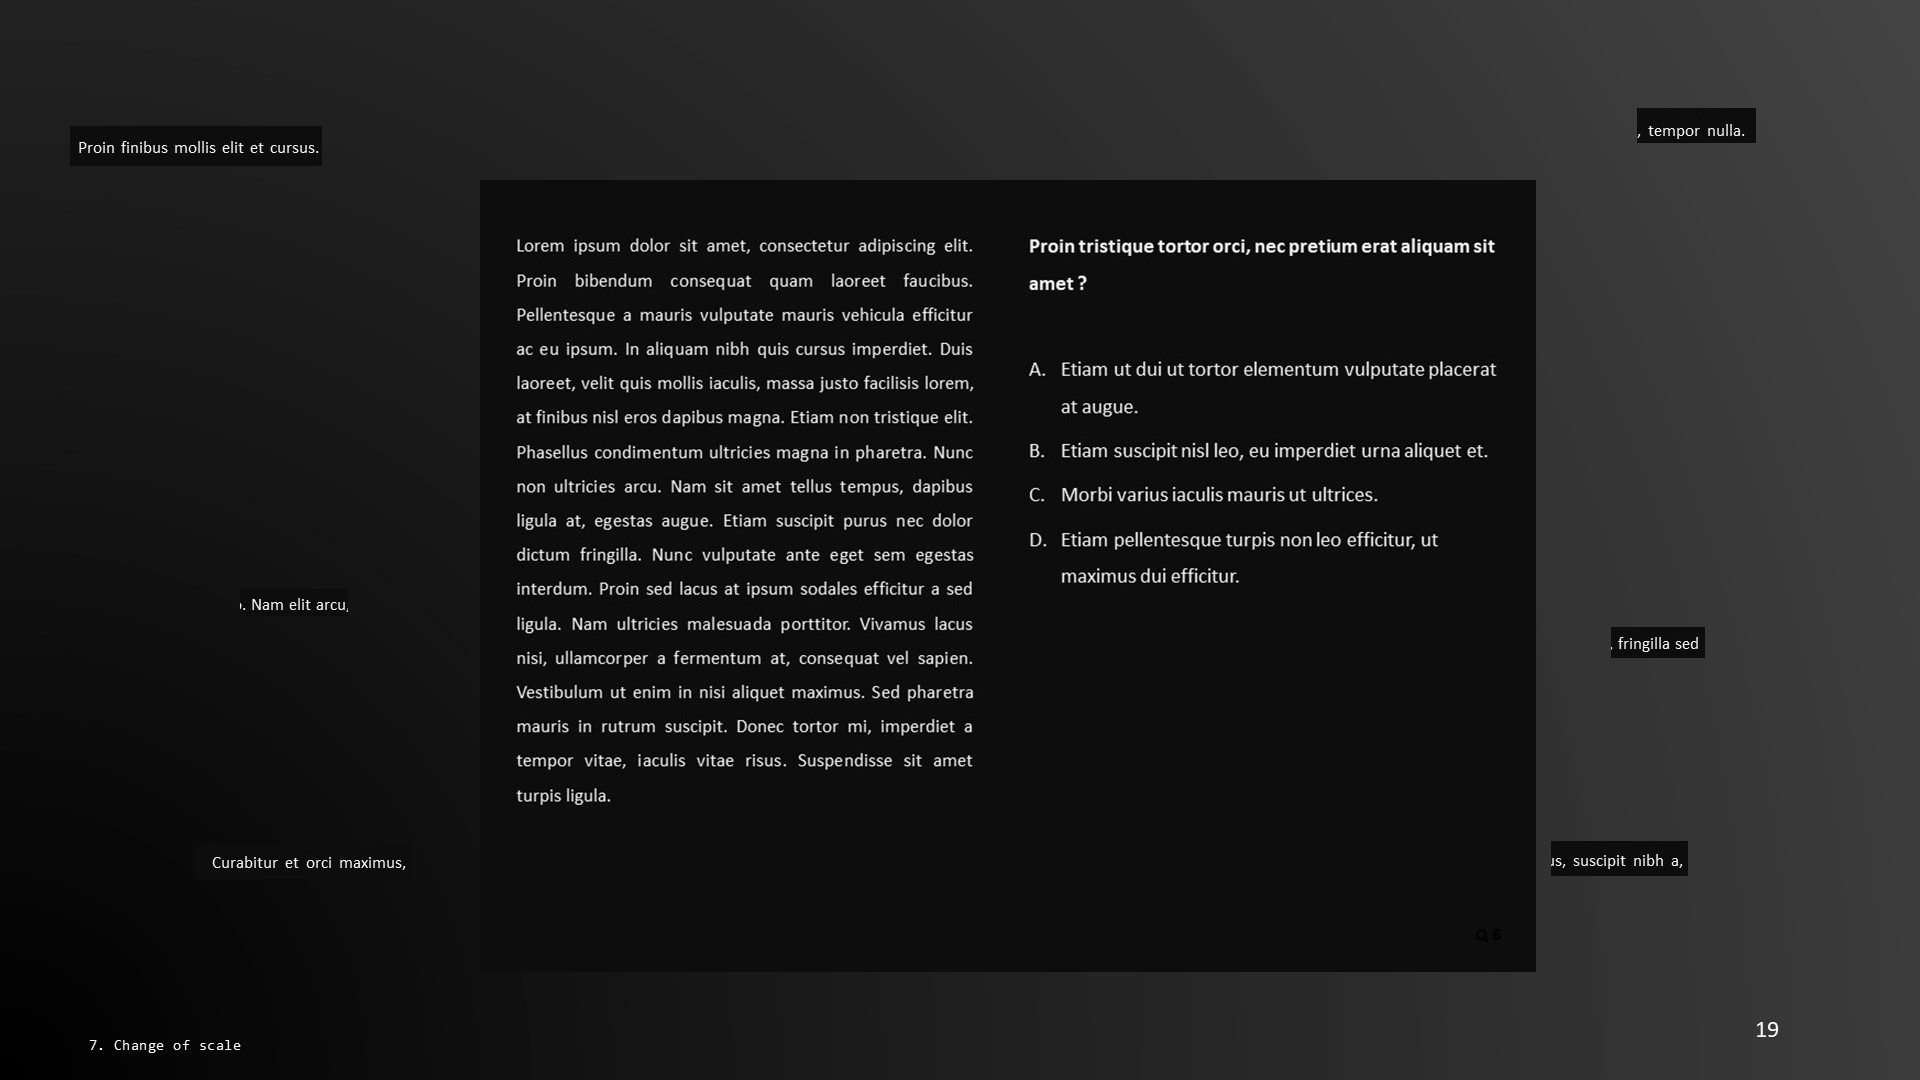 , tempor nulla.
Proin finibus mollis elit et cursus.
Lorem ipsum dolor sit amet, consectetur adipiscing elit.
Proin bibendum consequat quam laoreet faucibus.
Pellentesque a mauris vulputate mauris vehicula efficitur
ac eu ipsum. In aliquam nibh quis cursus imperdiet. Duis
laoreet, velit quis mollis iaculis, massa justo facilisis lorem,
at finibus nisl eros dapibus magna. Etiam non tristique elit.
Phasellus condimentum ultricies magna in pharetra. Nunc
non ultricies arcu. Nam sit amet tellus tempus, dapibus
ligula at, egestas augue. Etiam suscipit purus nec dolor
dictum fringilla. Nunc vulputate ante eget sem egestas
interdum. Proin sed lacus at ipsum sodales efficitur a sed
ligula. Nam ultricies malesuada porttitor. Vivamus lacus
nisi, ullamcorper a fermentum at, consequat vel sapien.
Vestibulum ut enim in nisi aliquet maximus. Sed pharetra
mauris in rutrum suscipit. Donec tortor mi, imperdiet a
tempor vitae, iaculis vitae risus. Suspendisse sit amet
turpis ligula.
Proin tristique tortor orci, nec pretium erat aliquam sit
amet ?
A. Etiam ut dui ut tortor elementum vulputate placerat
at augue.
B. Etiam suscipit nisl leo, eu imperdiet urna aliquet et.
C. Morbi varius iaculis mauris ut ultrices.
D. Etiam pellentesque turpis non leo efficitur, ut
maximus dui efficitur.
. Nam elit arcu,
, fringilla sed
Curabitur et orci maximus,
us, suscipit nibh a,
Q 6
7. Change of scale
19